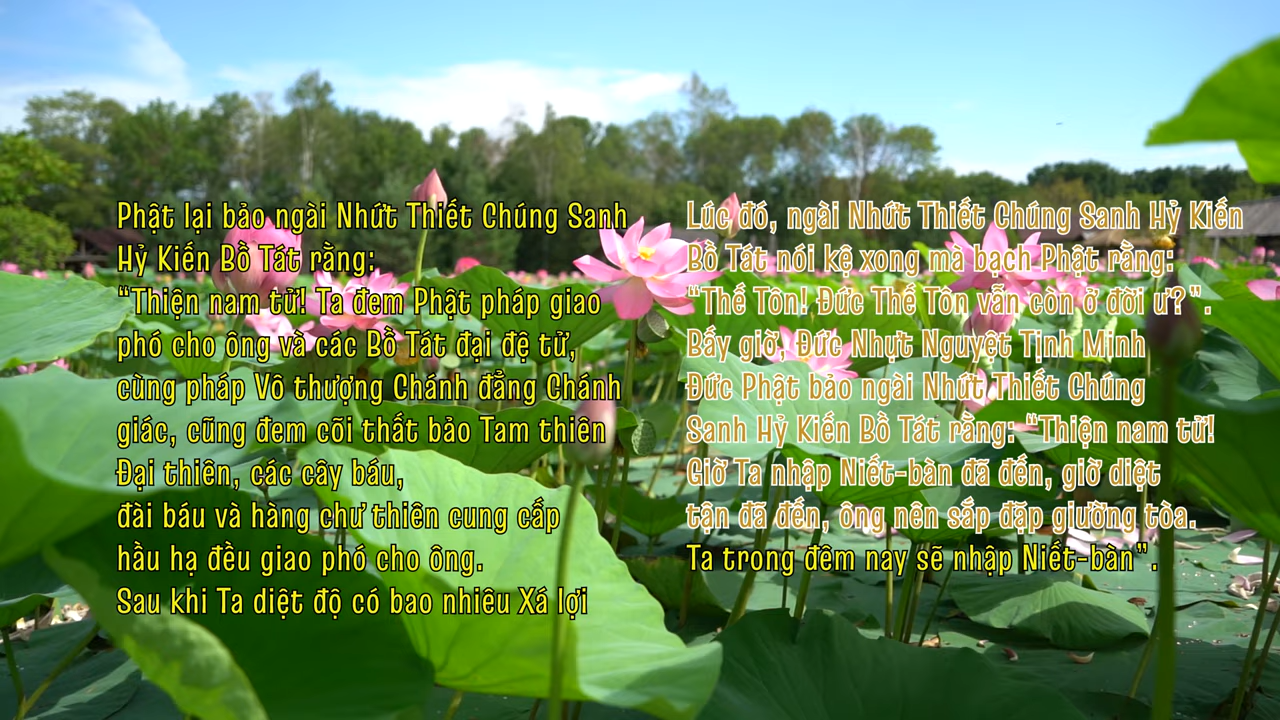 Phật lại bảo ngài Nhứt Thiết Chúng Sanh
Hỷ Kiến Bồ Tát rằng:
“Thiện nam tử! Ta đem Phật pháp giao
phó cho ông và các Bồ Tát đại đệ tử,
cùng pháp Vô thượng Chánh đẳng Chánh
giác, cũng đem cõi thất bảo Tam thiên
Đại thiên, các cây báu,
đài báu và hàng chư thiên cung cấp
hầu hạ đều giao phó cho ông.
Sau khi Ta diệt độ có bao nhiêu Xá lợi
Lúc đó, ngài Nhứt Thiết Chúng Sanh Hỷ Kiến
Bồ Tát nói kệ xong mà bạch Phật rằng:
“Thế Tôn! Đức Thế Tôn vẫn còn ở đời ư?”.
Bấy giờ, Đức Nhựt Nguyệt Tịnh Minh
Đức Phật bảo ngài Nhứt Thiết Chúng
Sanh Hỷ Kiến Bồ Tát rằng: “Thiện nam tử!
Giờ Ta nhập Niết-bàn đã đến, giờ diệt
tận đã đến, ông nên sắp đặp giường tòa.
Ta trong đêm nay sẽ nhập Niết-bàn”.